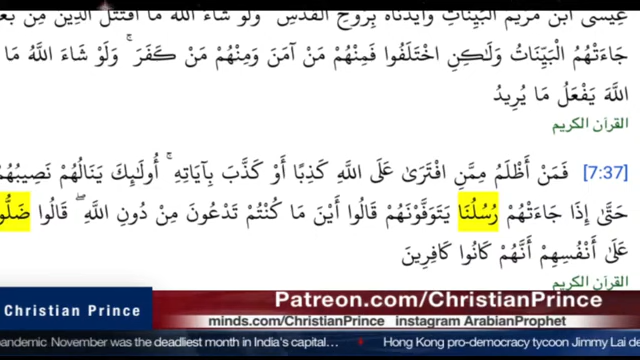 عِيسَى ابْنَ مَرْيَمَ الْبَيِّنَاتِ وَأَيَّدْنَاهُ بِرُوحِ الْقُدُسِ ۗ وَلَوْ شَاءَ اللَّهُ مَا اقْتَتَلَ الَّذِينَ مِنْ
جَاءَتْهُمُ الْبَيِّنَاتُ وَلَٰكِنِ اخْتَلَفُوا فَمِنْهُمْ مَنْ آمَنَ وَمِنْهُمْ مَنْ كَفَرَ ۚ وَلَوْ شَاءَ اللَّهُ مَا
اللَّهَ يَفْعَلُ مَا يُرِيدُ
القرآن الكريم
[7:37] فَمَنْ أَظْلَمُ مِمَّنِ افْتَرَىٰ عَلَى اللَّهِ كَذِبًا أَوْ كَذَّبَ بِآيَاتِهِ ۚ أُولَٰئِكَ يَنَالُهُمْ نَصِيبُهُمْ
حَتَّىٰ إِذَا جَاءَتْهُمْ رُسُلُنَا يَتَوَفَّوْنَهُمْ قَالُوا أَيْنَ مَا كُنْتُمْ تَدْعُونَ مِنْ دُونِ اللَّهِ ۖ قَالُوا ضَلُّوا
عَلَىٰ أَنْفُسِهِمْ أَنَّهُمْ كَانُوا كَافِرِينَ
القرآن الكريم
Christian Prince
Patreon.com/ChristianPrince
minds.com/ChristianPrince instagram ArabianProphet
andemic November was the deadliest month in India's capital... Hong Kong pro-democracy tycoon Jimmy Lai de